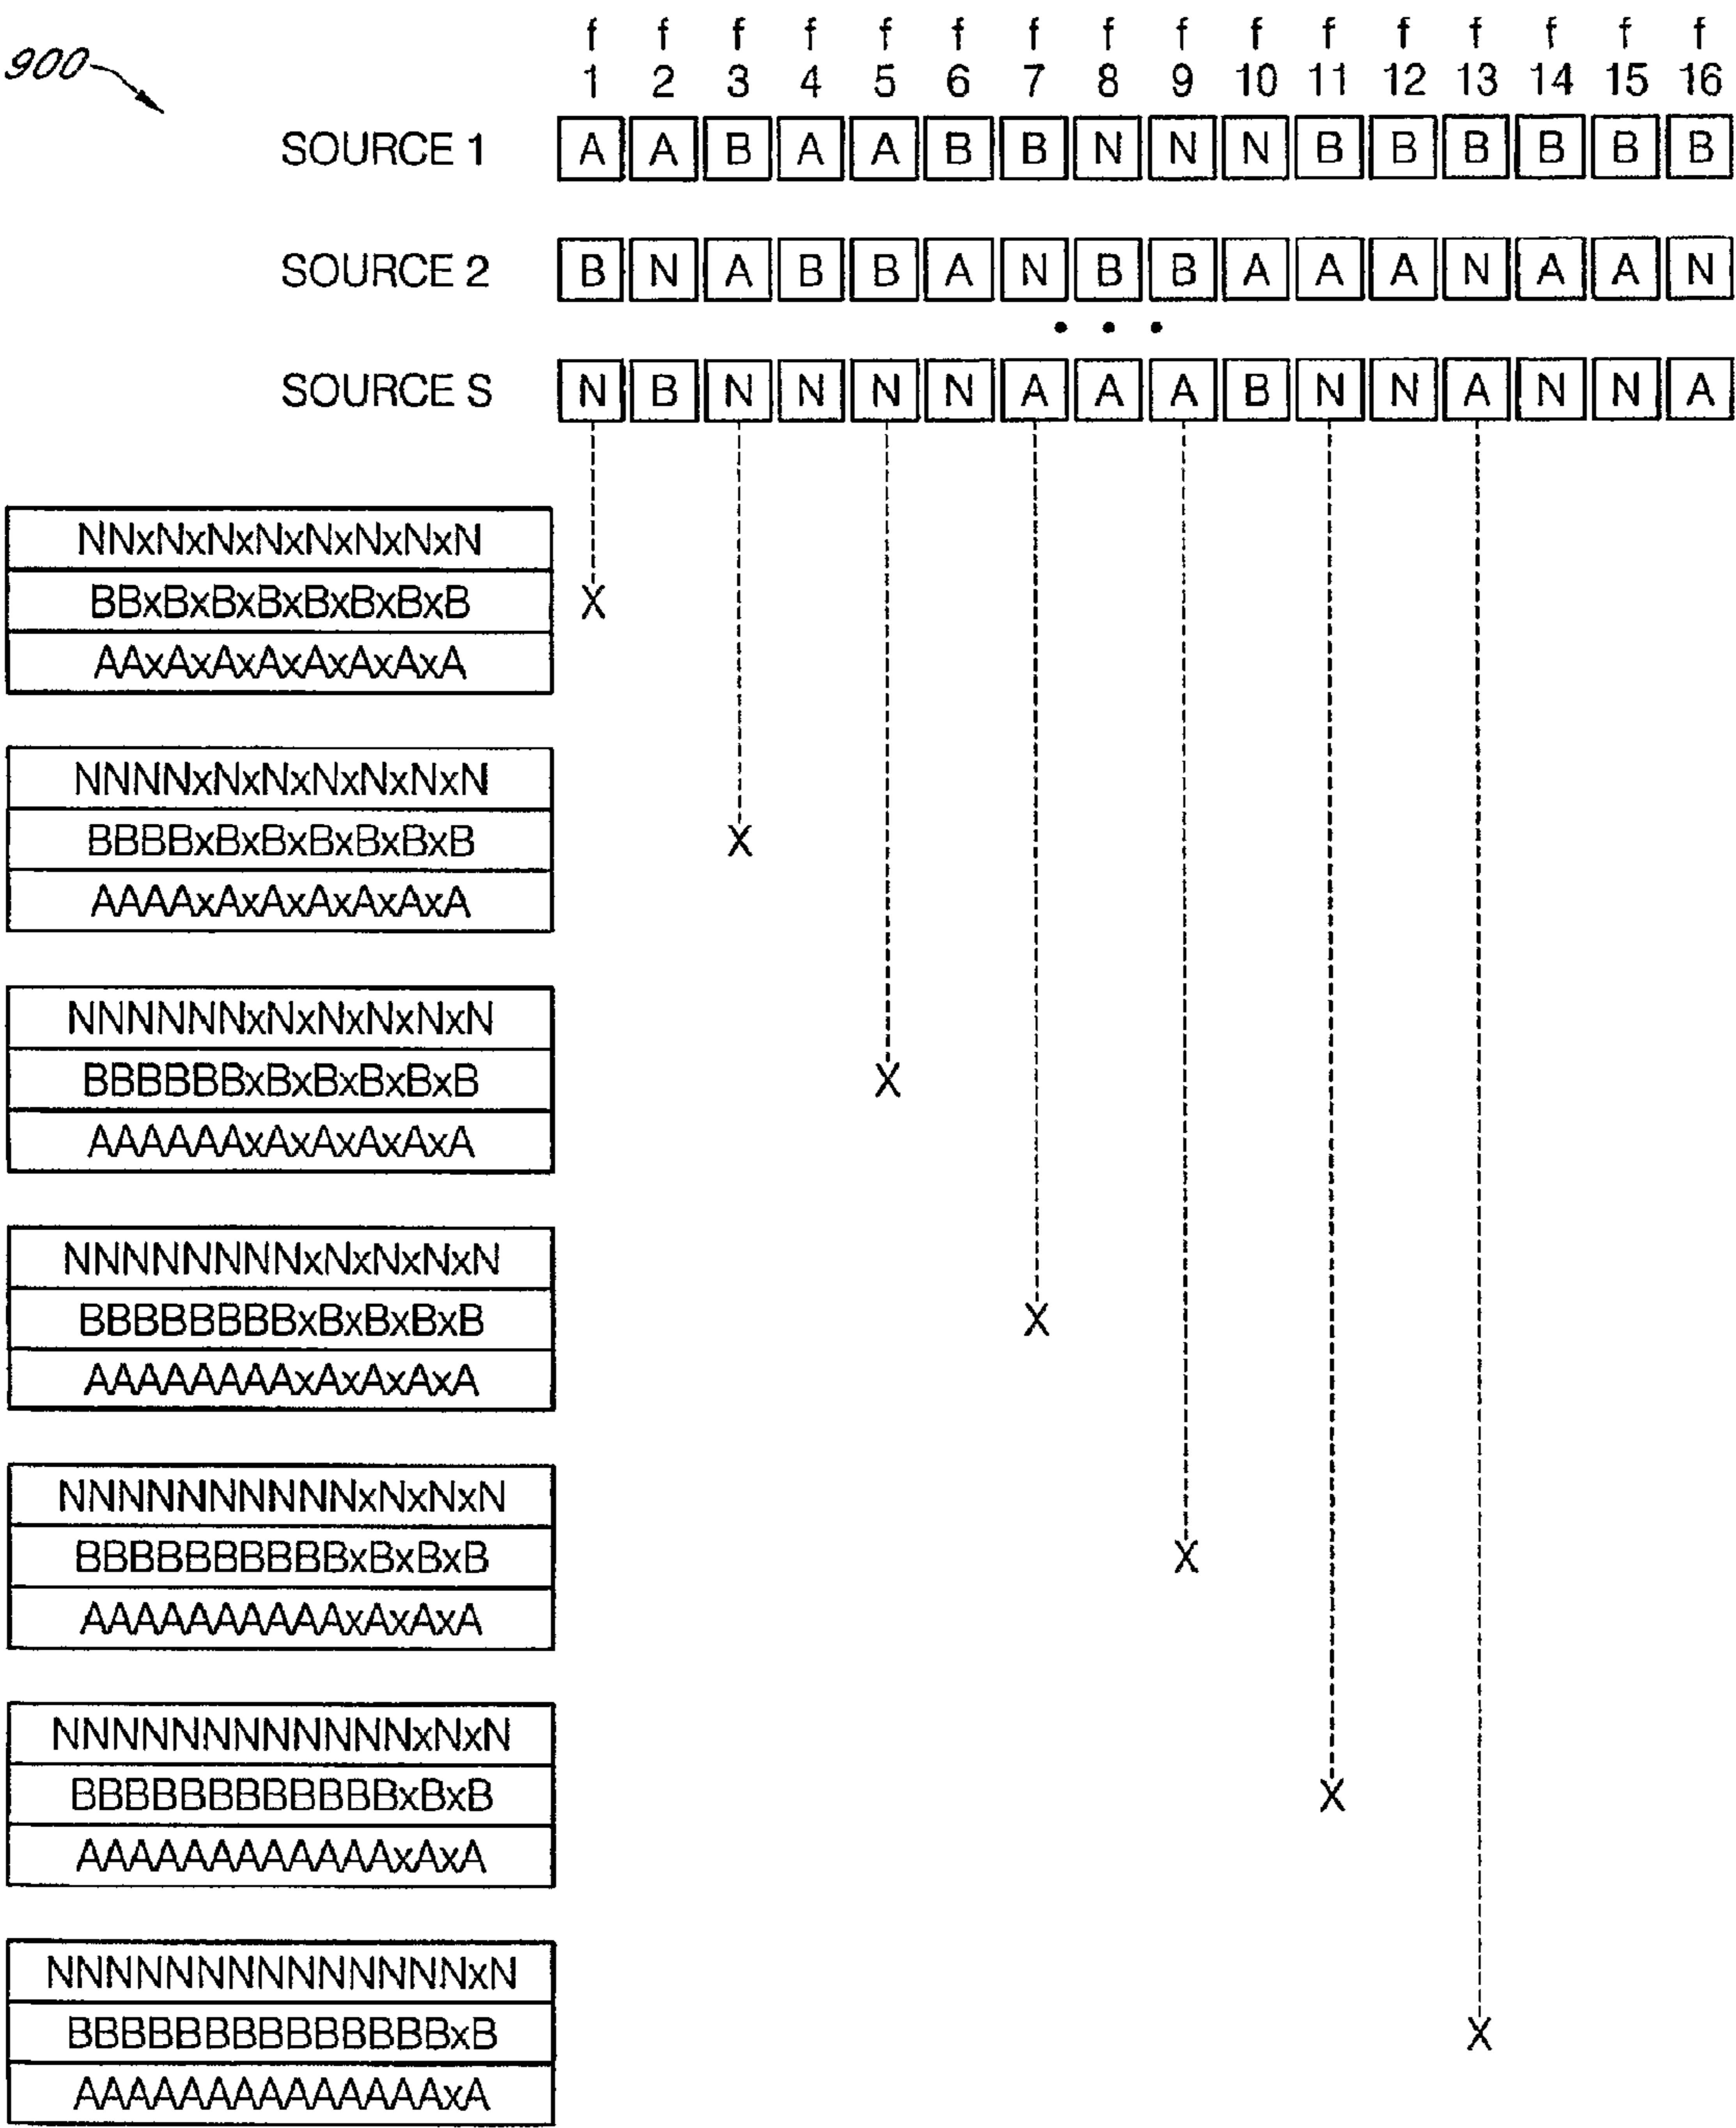 900
f f f f f f f f f f f f f f f f
1 2 3 4 5 6 7 8 9 10 11 12 13 14 15 16
SOURCE 1 A A B A A B B N N N B B B B B B
SOURCE 2 B N A B B A N B B A A A N A A N
• • •
SOURCE S N B N N N N A A A B N N A N N A
NNxNxNxNxNxNxNxN
BBxBxBxBxBxBxBxB X
AAxAxAxAxAxAxAxA
NNNNxNxNxNxNxNxN
BBBBxBxBxBxBxBxB X
AAAAxAxAxAxAxAxA
NNNNNNxNxNxNxNxN
BBBBBBxBxBxBxBxB X
AAAAAAxAxAxAxAxA
NNNNNNNNxNxNxNxN
BBBBBBBBxBxBxBxB X
AAAAAAAAxAxAxAxA
NNNNNNNNNNxNxNxN
BBBBBBBBBBxBxBxB X
AAAAAAAAAAxAxAxA
NNNNNNNNNNNNxNxN
BBBBBBBBBBBBxBxB X
AAAAAAAAAAAAxAxA
NNNNNNNNNNNNNNxN
BBBBBBBBBBBBBBxB X
AAAAAAAAAAAAAAxA